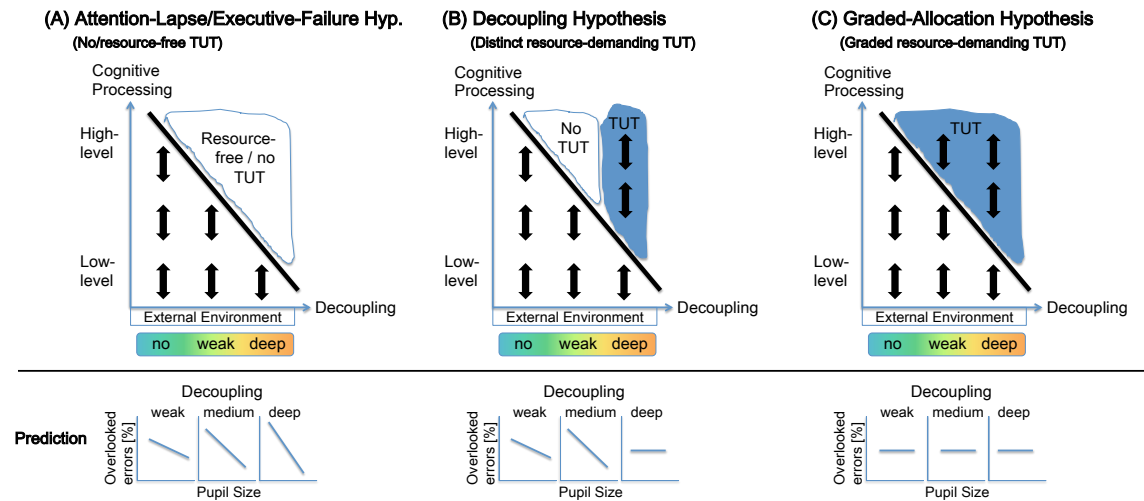 (A) Attention-Lapse/Executive-Failure Hyp.
(No/resource-free TUT)
Cognitive
Processing
High-
level
Resource-
free / no
TUT
Low-
level
Decoupling
External Environment
no weak deep
(B) Decoupling Hypothesis
(Distinct resource-demanding TUT)
Cognitive
Processing
High-
level
No
TUT
TUT
Low-
level
Decoupling
External Environment
no weak deep
(C) Graded-Allocation Hypothesis
(Graded resource-demanding TUT)
Cognitive
Processing
High-
level
TUT
Low-
level
Decoupling
External Environment
no weak deep
Prediction
Decoupling
weak medium deep
Overlooked
errors [%]
Pupil Size
Decoupling
weak medium deep
Overlooked
errors [%]
Pupil Size
Decoupling
weak medium deep
Overlooked
errors [%]
Pupil Size